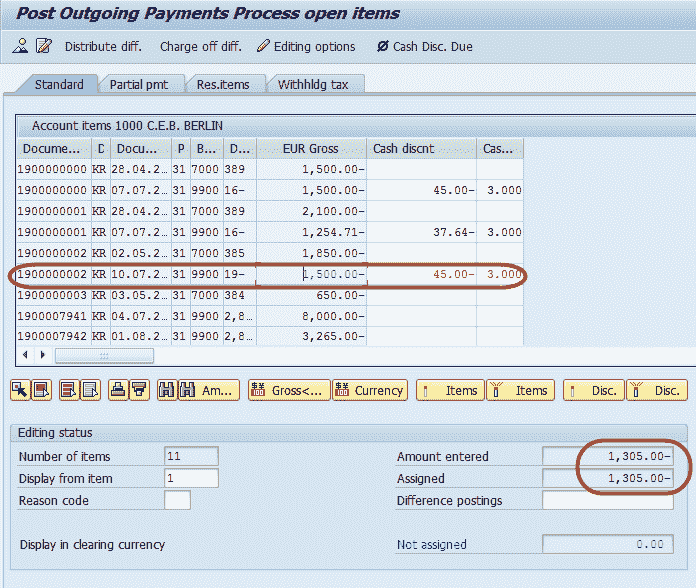 Post Outgoing Payments Process open items
Distribute diff. Charge off diff. Editing options Cash Disc. Due
Standard Partial pmt Res.items Withhldg tax
Account items 1000 C.E.B. BERLIN
Docume... D Docu... P B... D... EUR Gross Cash discnt Cas...
1900000000 KR 28.04.2... 31 7000 389 1,500.00-
1900000000 KR 07.07.2... 31 9900 16- 1,500.00- 45.00- 3.000
1900000001 KR 28.04.2... 31 7000 389 2,100.00-
1900000001 KR 07.07.2... 31 9900 16- 1,254.71- 37.64- 3.000
1900000002 KR 02.05.2... 31 7000 385 1,850.00-
1900000002 KR 10.07.2... 31 9900 19- 1,500.00- 45.00- 3.000
1900000003 KR 03.05.2... 31 7000 384 650.00-
1900007941 KR 04.07.2... 31 9900 2,8... 8,000.00-
1900007942 KR 01.08.2... 31 9900 2,8... 3,265.00-
Am... Gross<... Currency Items Items Disc. Disc.
Editing status
Number of items 11 Amount entered 1,305.00-
Display from item 1 Assigned 1,305.00-
Reason code Difference postings
Display in clearing currency Not assigned 0.00